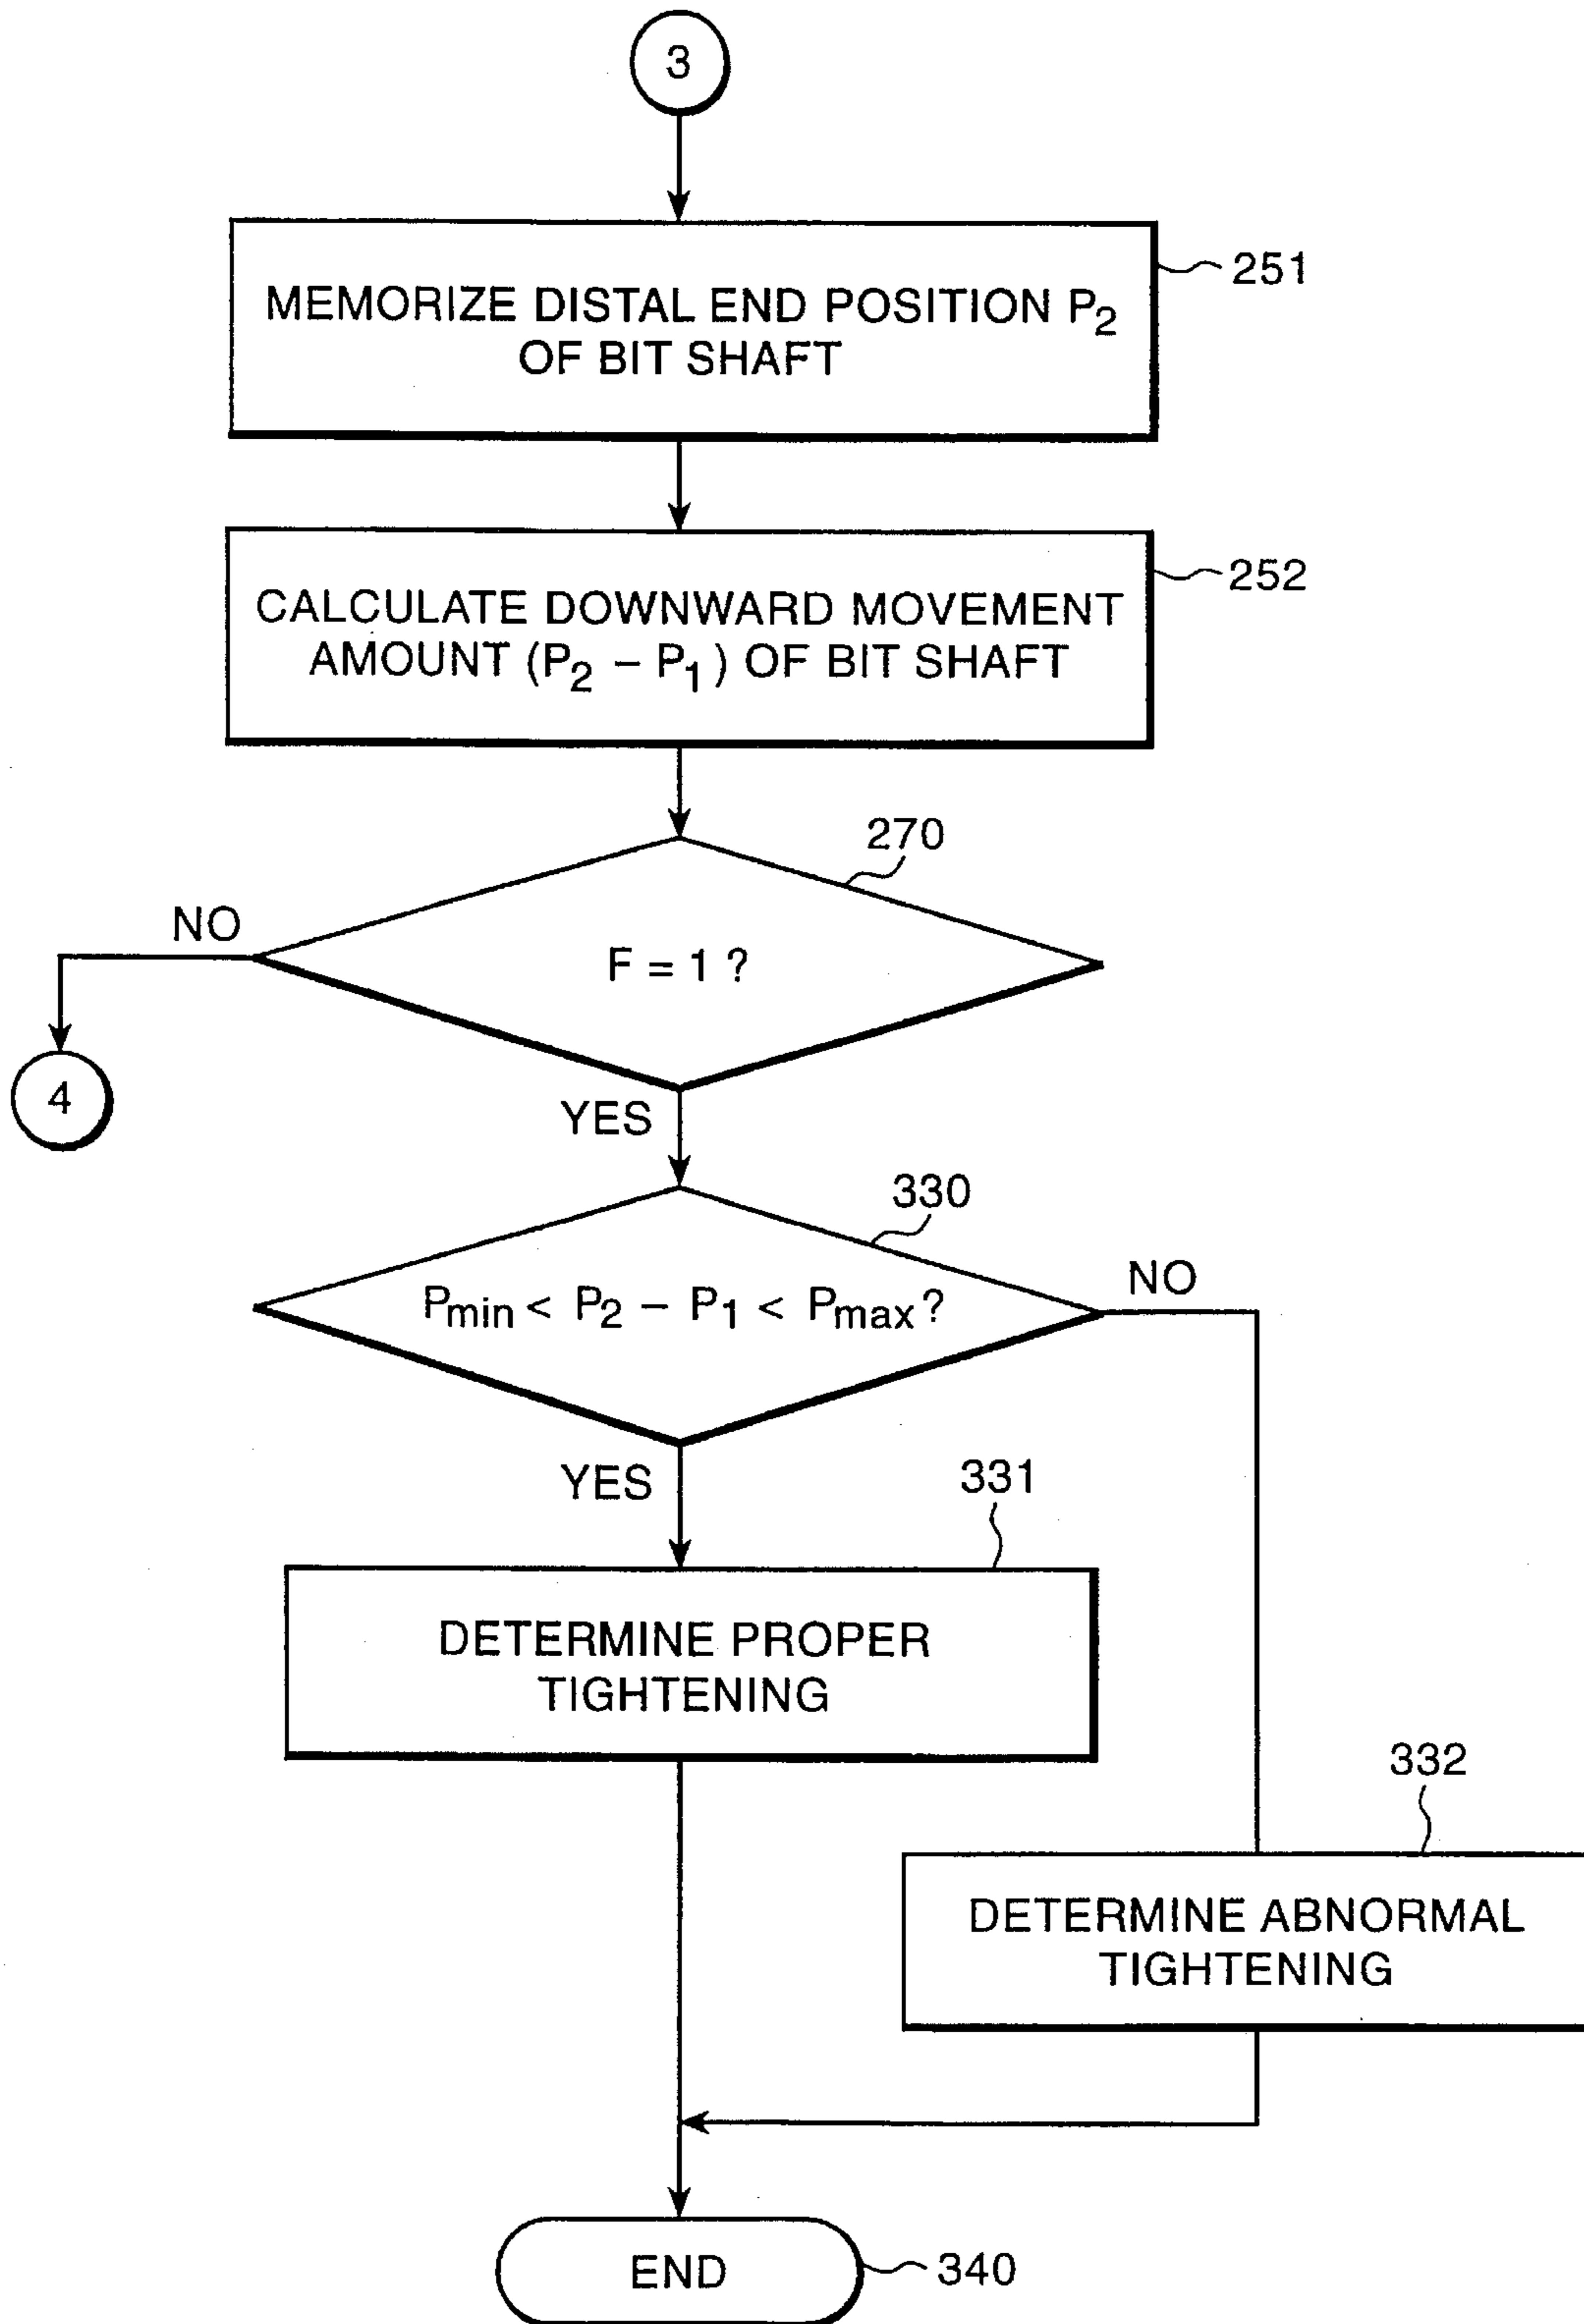 3
MEMORIZE DISTAL END POSITION P2
OF BIT SHAFT
251
CALCULATE DOWNWARD MOVEMENT
AMOUNT (P2 – P1) OF BIT SHAFT
252
270
NO
F = 1 ?
4
YES
330
Pmin < P2 – P1 < Pmax?
NO
YES
331
DETERMINE PROPER
TIGHTENING
332
DETERMINE ABNORMAL
TIGHTENING
END
340